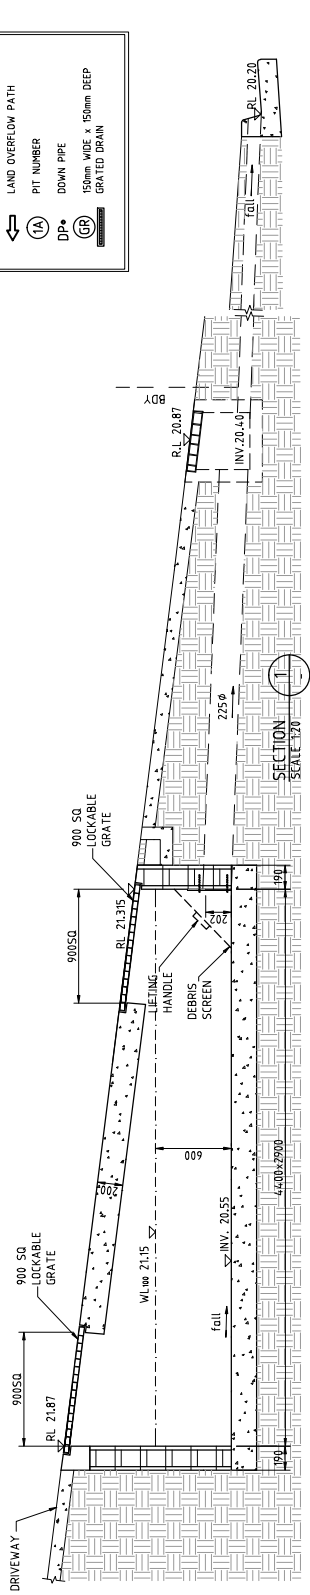 LAND OVERFLOW PATH
1A
PIT NUMBER
DP
DOWN PIPE
GR
150mm WIDE x 150mm DEEP
GRATED DRAIN
DRIVEWAY
RL 21.87
900SQ
900 SQ
LOCKABLE
GRATE
200
RL 21.315
900SQ
900 SQ
LOCKABLE
GRATE
WL100 21.15
600
LIFTING
HANDLE
DEBRIS
SCREEN
202
fall
INV. 20.55
190
4400x2900
190
225ø
R.L 20.87
BDY
INV.20.40
fall
RL 20.20
SECTION
1
SCALE 1:20
-